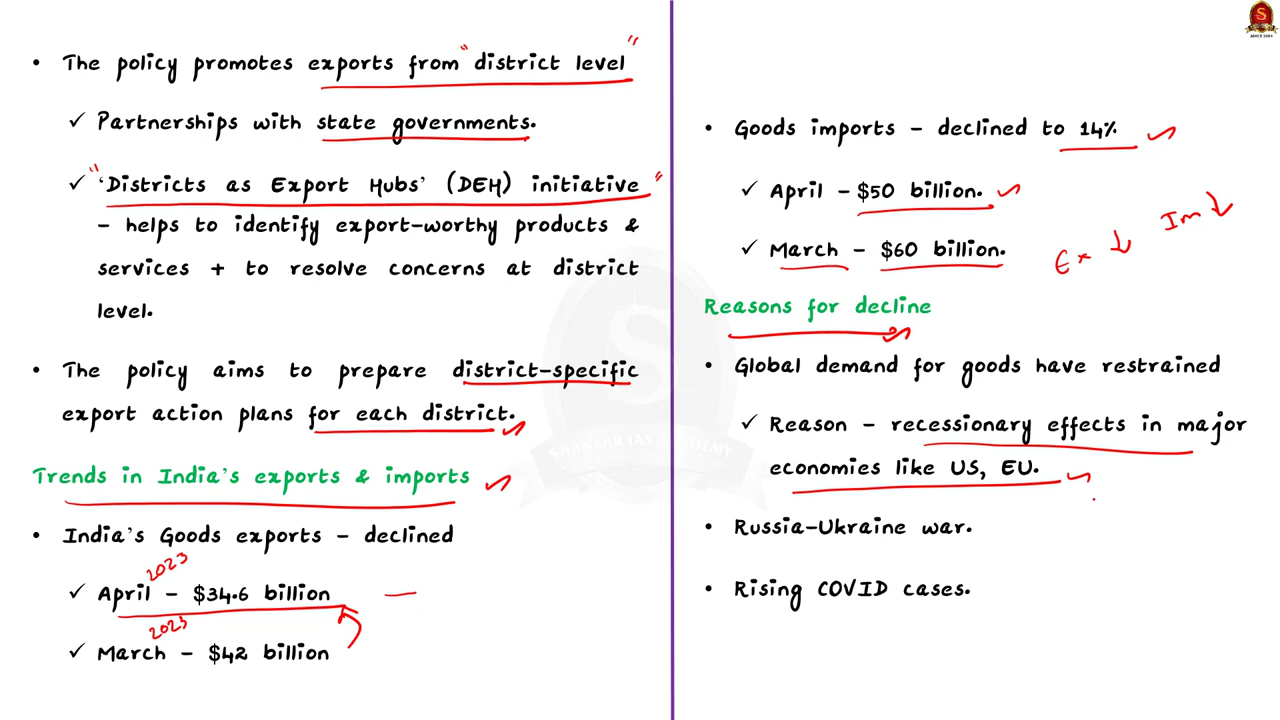 • The policy promotes exports from "district level"
✓ Partnerships with state governments.
✓ "'Districts as Export Hubs' (DEH) initiative"
– helps to identify export-worthy products &
services + to resolve concerns at district
level.
• The policy aims to prepare district-specific
export action plans for each district.
Trends in India's exports & imports
• India's Goods exports – declined
2023
✓ April – $34.6 billion
2023
✓ March – $42 billion
• Goods imports – declined to 14%
✓ April – $50 billion.
✓ March – $60 billion.
Ex ↓ Im ↓
Reasons for decline
• Global demand for goods have restrained
✓ Reason – recessionary effects in major
economies like US, EU.
• Russia-Ukraine war.
• Rising COVID cases.
S
SINCE 2004
SHANKAR IAS ACADEMY